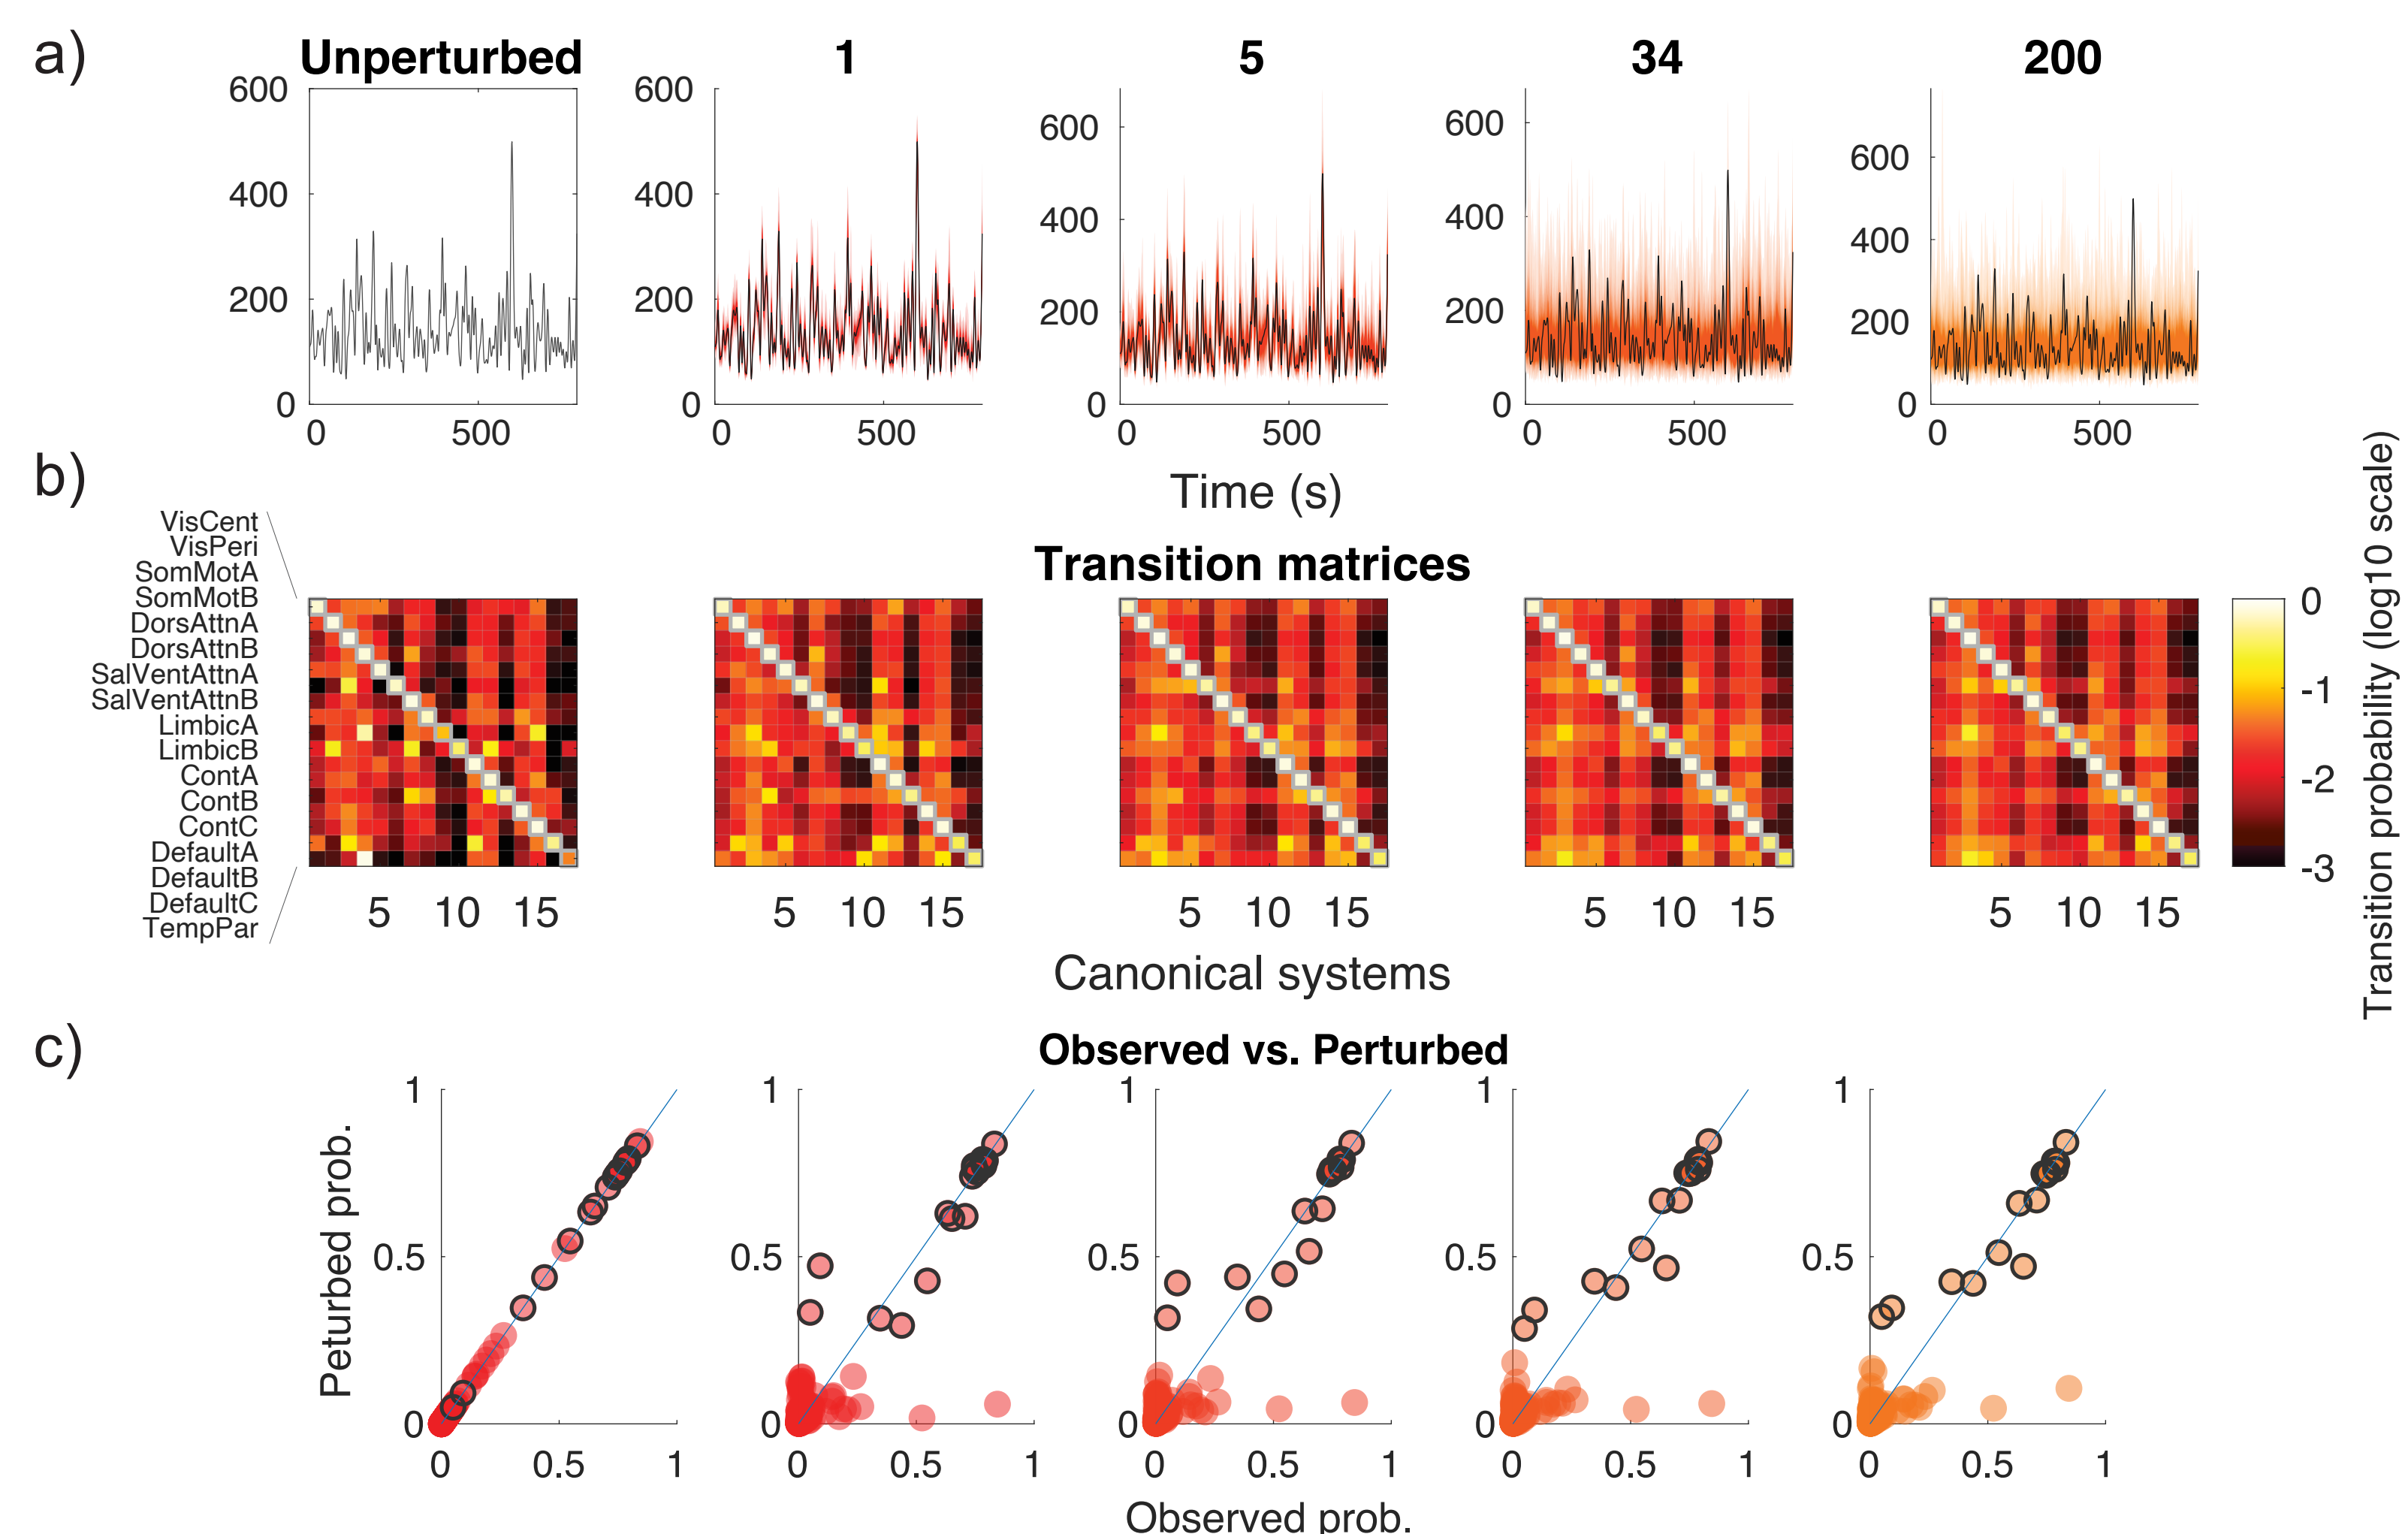 a)
Unperturbed 1 5 34 200
600 400 200 0
0 500
600 400 200 0
0 500
600 400 200 0
0 500
600 400 200 0
0 500
600 400 200 0
0 500
Time (s)
b)
Transition matrices
VisCent
VisPeri
SomMotA
SomMotB
DorsAttnA
DorsAttnB
SalVentAttnA
SalVentAttnB
LimbicA
LimbicB
ContA
ContB
ContC
DefaultA
DefaultB
DefaultC
TempPar
5 10 15
5 10 15
5 10 15
5 10 15
5 10 15
Canonical systems
0
-1
-2
-3
Transition probability (log10 scale)
c)
Observed vs. Perturbed
Peturbed prob.
1 0.5 0
0 0.5 1
1 0.5 0
0 0.5 1
1 0.5 0
0 0.5 1
1 0.5 0
0 0.5 1
1 0.5 0
0 0.5 1
Observed prob.